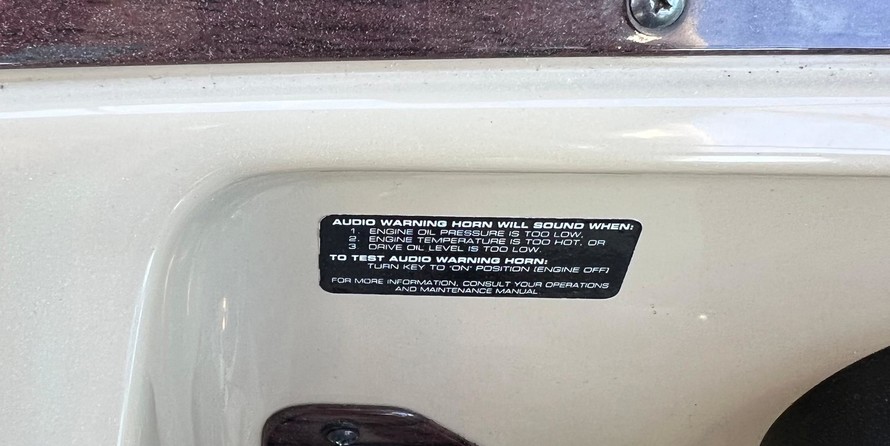 AUDIO WARNING HORN WILL SOUND WHEN:
1. ENGINE OIL PRESSURE IS TOO LOW,
2. ENGINE TEMPERATURE IS TOO HOT, OR
3. DRIVE OIL LEVEL IS TOO LOW.
TO TEST AUDIO WARNING HORN:
TURN KEY TO 'ON' POSITION (ENGINE OFF)
FOR MORE INFORMATION, CONSULT YOUR OPERATIONS
AND MAINTENANCE MANUAL